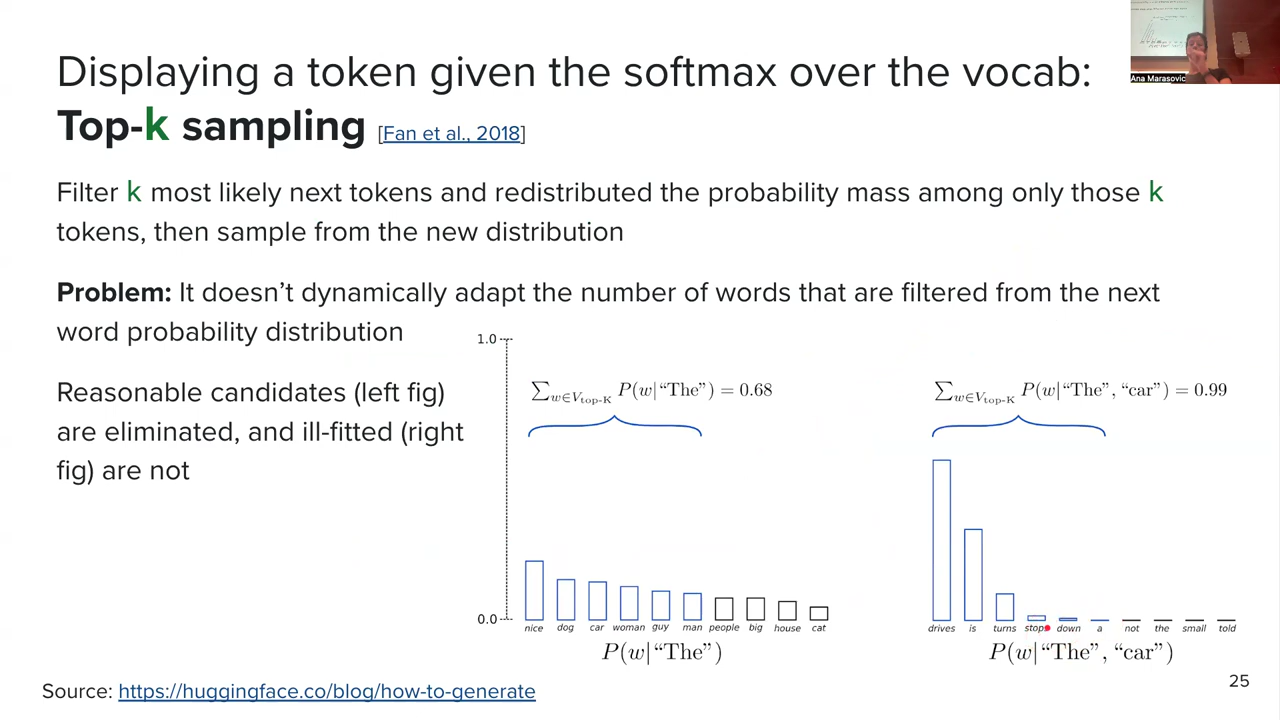 Displaying a token given the softmax over the vocab:
Top-k sampling [Fan et al., 2018]
Ana Marasovic
Filter k most likely next tokens and redistributed the probability mass among only those k
tokens, then sample from the new distribution
Problem: It doesn't dynamically adapt the number of words that are filtered from the next
word probability distribution
Reasonable candidates (left fig)
are eliminated, and ill-fitted (right
fig) are not
1.0
∑w∈Vtop-K P(w|“The”) = 0.68
0.0
nice dog car woman guy man people big house cat
P(w|“The”)
∑w∈Vtop-K P(w|“The”, “car”) = 0.99
drives is turns stops down a not the small told
P(w|“The”, “car”)
Source: https://huggingface.co/blog/how-to-generate
25